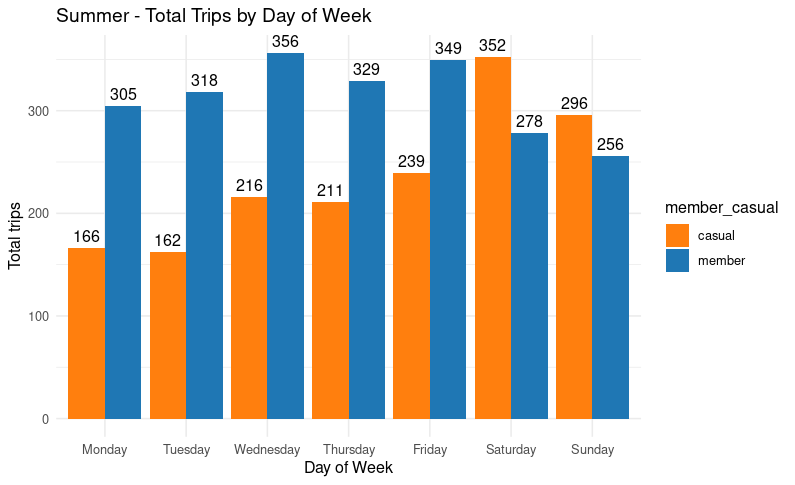 Summer - Total Trips by Day of Week
Total trips
300
200
100
0
166
305
162
318
216
356
211
329
239
349
352
278
296
256
Monday
Tuesday
Wednesday
Thursday
Friday
Saturday
Sunday
Day of Week
member_casual
casual
member